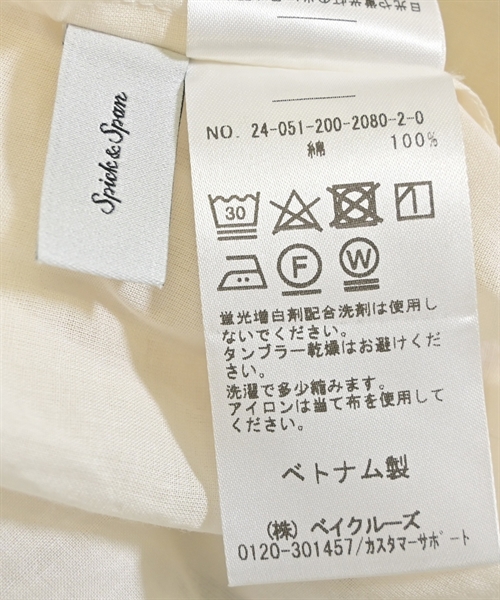 Spick & Span
NO. 24-051-200-2080-2-0
綿 100%
30
F
W
蛍光増白剤配合洗剤は使用し
ないでください。
タンブラー乾燥はお避けくだ
さい。
洗濯で多少縮みます。
アイロンは当て布を使用して
ください。
ベトナム製
(株) ベイクルーズ
0120-301457/カスタマーサポート